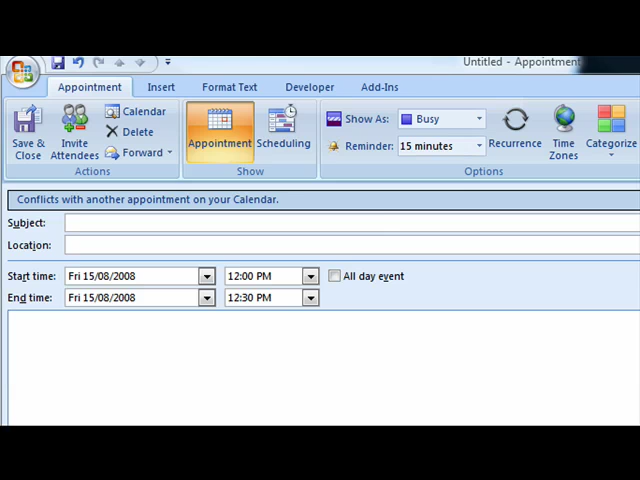 Untitled - Appointment
Appointment Insert Format Text Developer Add-Ins
Save & Close
Invite Attendees
Calendar
Delete
Forward
Actions
Appointment
Scheduling
Show
Show As: Busy
Reminder: 15 minutes
Recurrence
Time Zones
Categorize
Options
Conflicts with another appointment on your Calendar.
Subject:
Location:
Start time: Fri 15/08/2008 12:00 PM All day event
End time: Fri 15/08/2008 12:30 PM